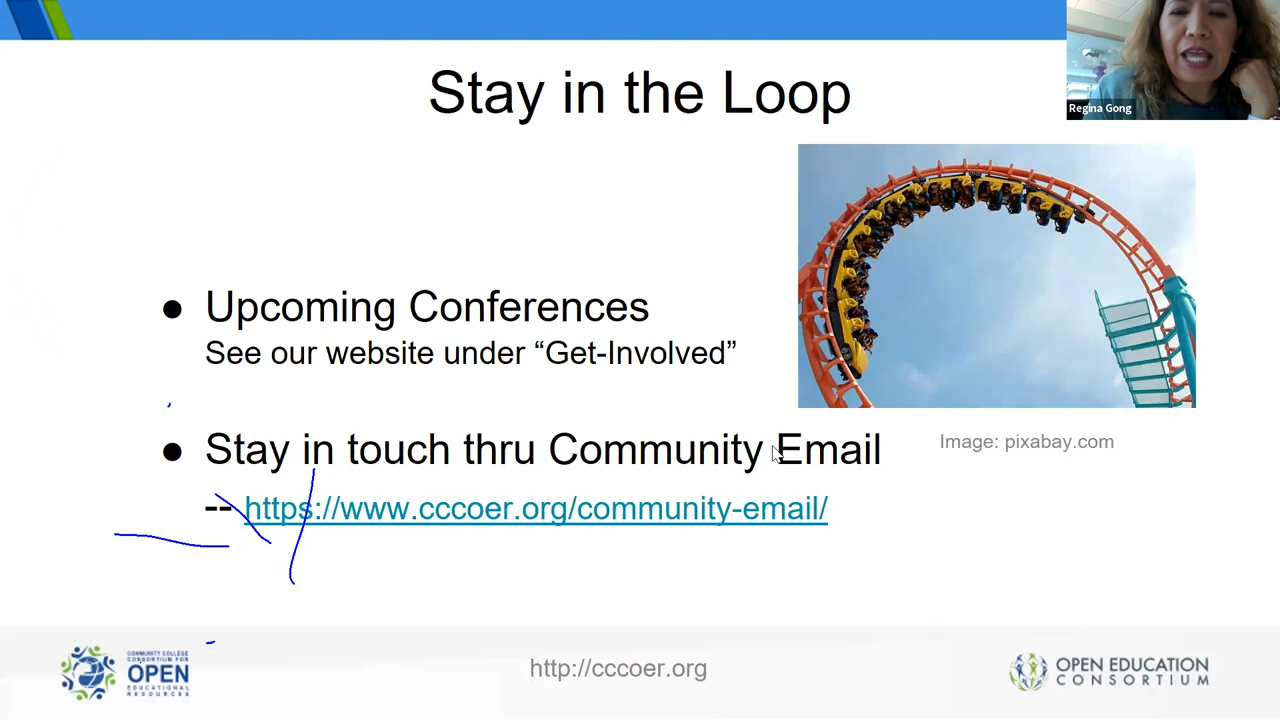 Stay in the Loop
Regina Gong
● Upcoming Conferences
See our website under “Get-Involved”
● Stay in touch thru Community Email
-- https://www.cccoer.org/community-email/
Image: pixabay.com
COMMUNITY COLLEGE
CONSORTIUM FOR
OPEN
EDUCATIONAL
RESOURCES
http://cccoer.org
OPEN EDUCATION
CONSORTIUM